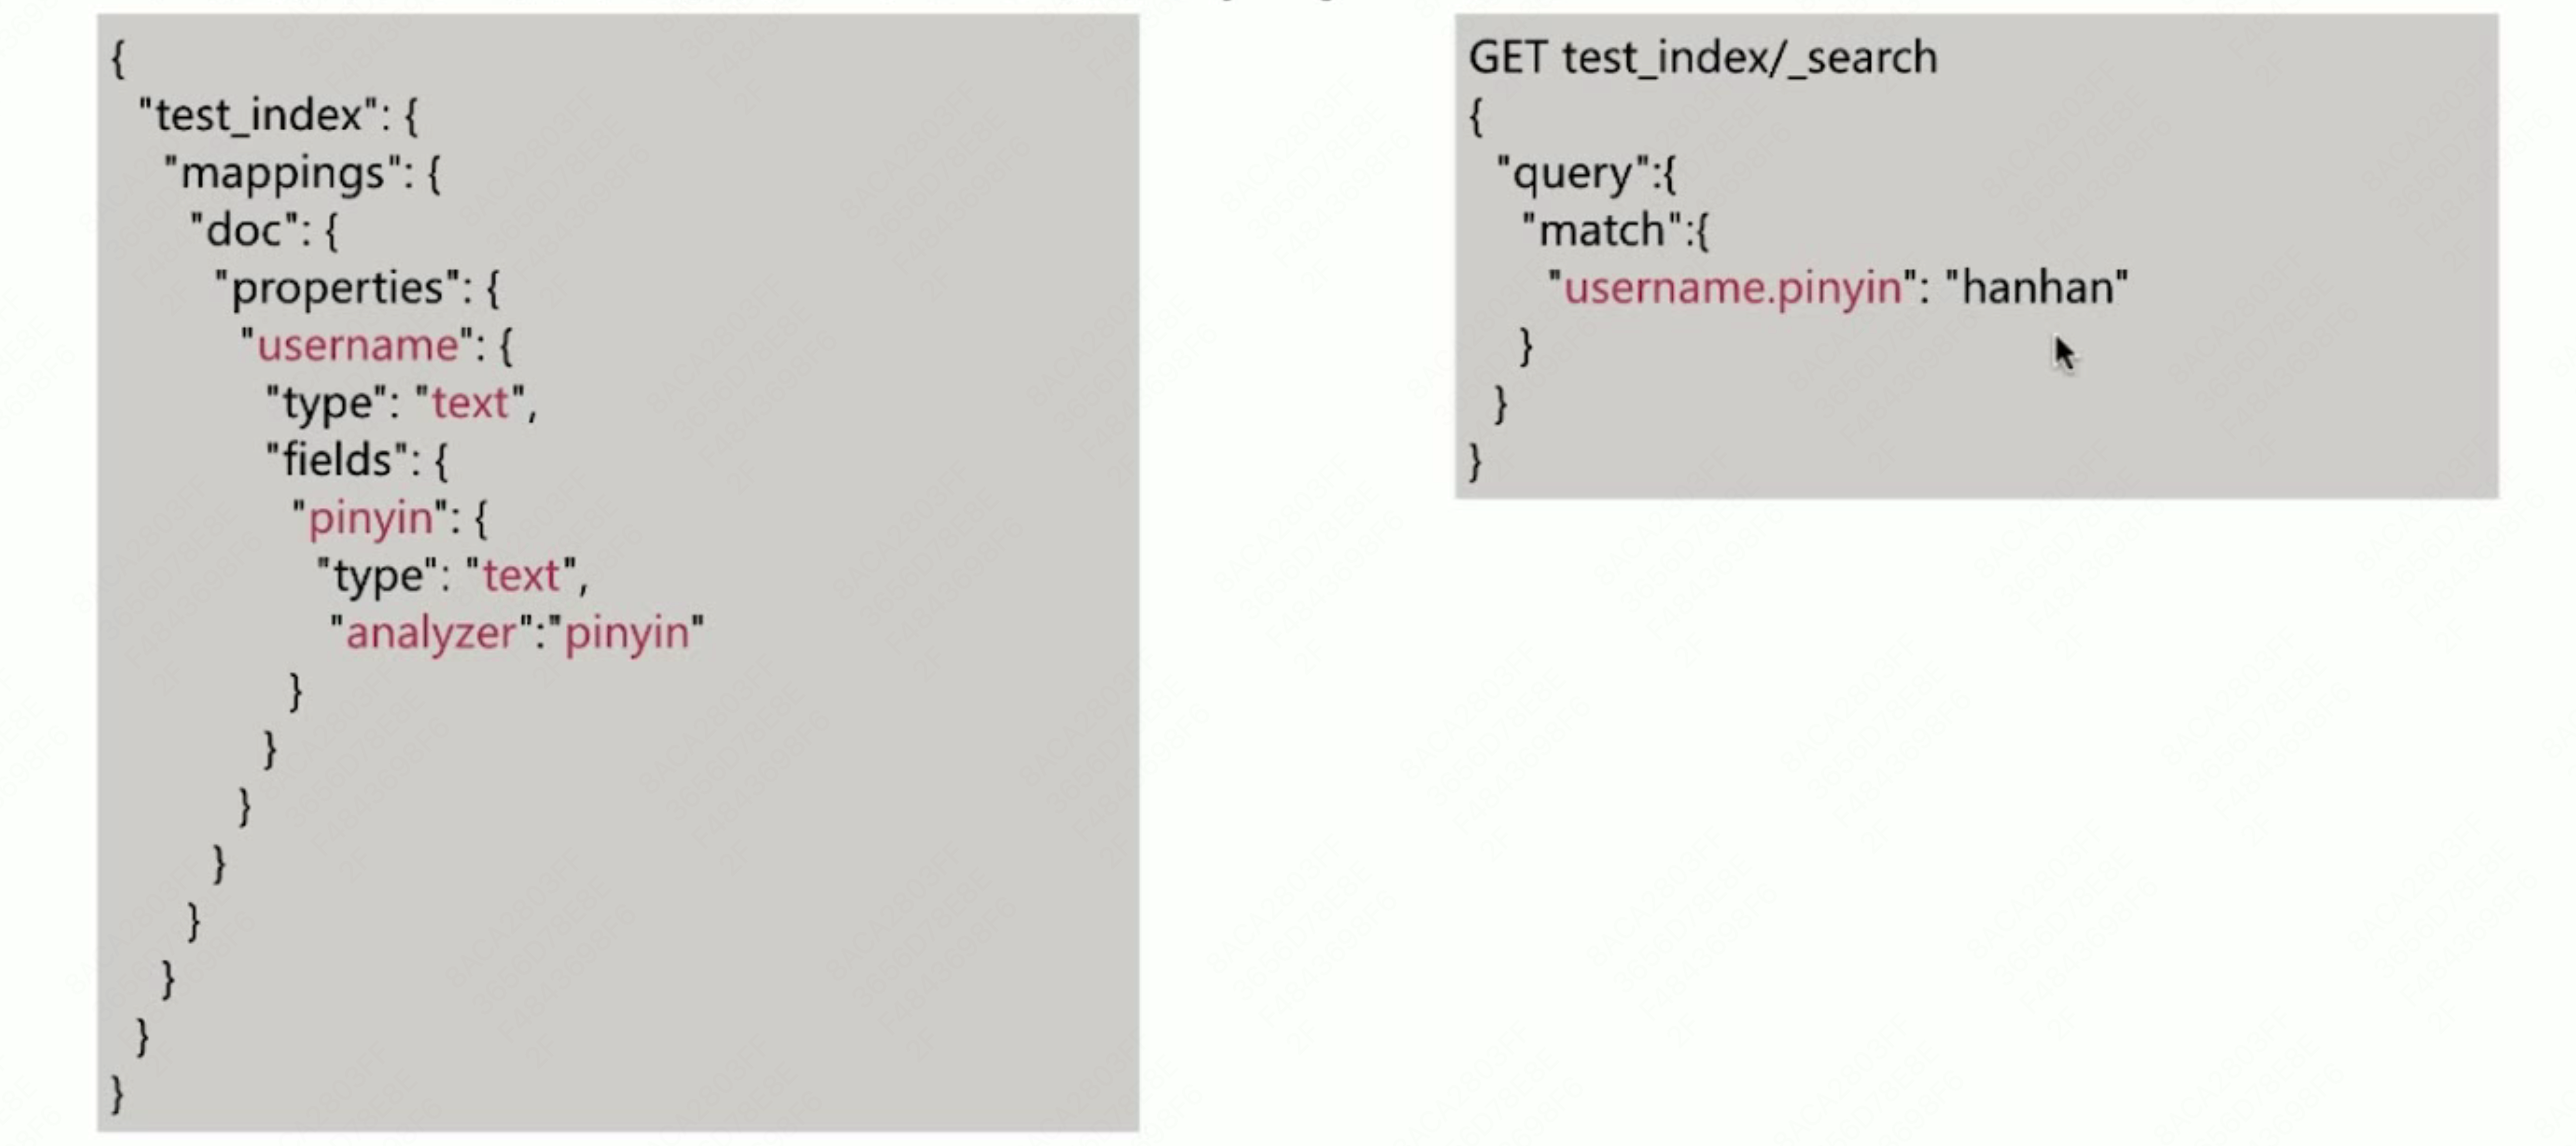 {
"test_index": {
"mappings": {
"doc": {
"properties": {
"username": {
"type": "text",
"fields": {
"pinyin": {
"type": "text",
"analyzer":"pinyin"
}
}
}
}
}
}
}
}
GET test_index/_search
{
"query":{
"match":{
"username.pinyin": "hanhan"
}
}
}